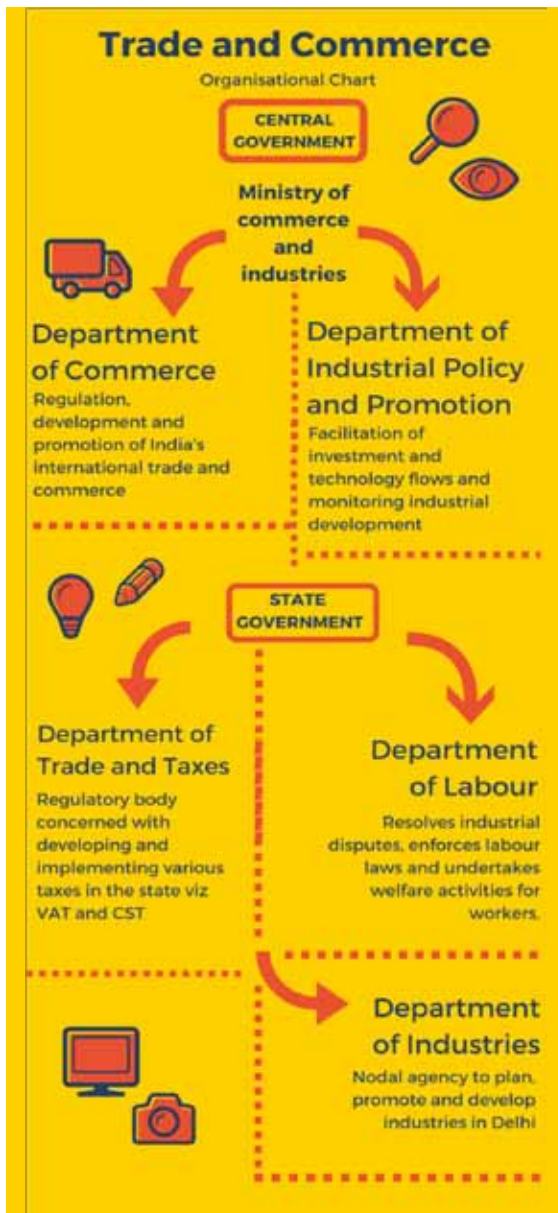 Trade and Commerce
Organisational Chart
CENTRAL
GOVERNMENT
Ministry of
commerce
and
industries
Department
of Commerce
Regulation,
development and
promotion of India's
international trade and
commerce
Department of
Industrial Policy
and Promotion
Facilitation of
investment and
technology flows and
monitoring industrial
development
STATE
GOVERNMENT
Department of
Trade and Taxes
Regulatory body
concerned with
developing and
implementing various
taxes in the state viz
VAT and CST
Department
of Labour
Resolves industrial
disputes, enforces labour
laws and undertakes
welfare activities for
workers.
Department
of Industries
Nodal agency to plan,
promote and develop
industries in Delhi